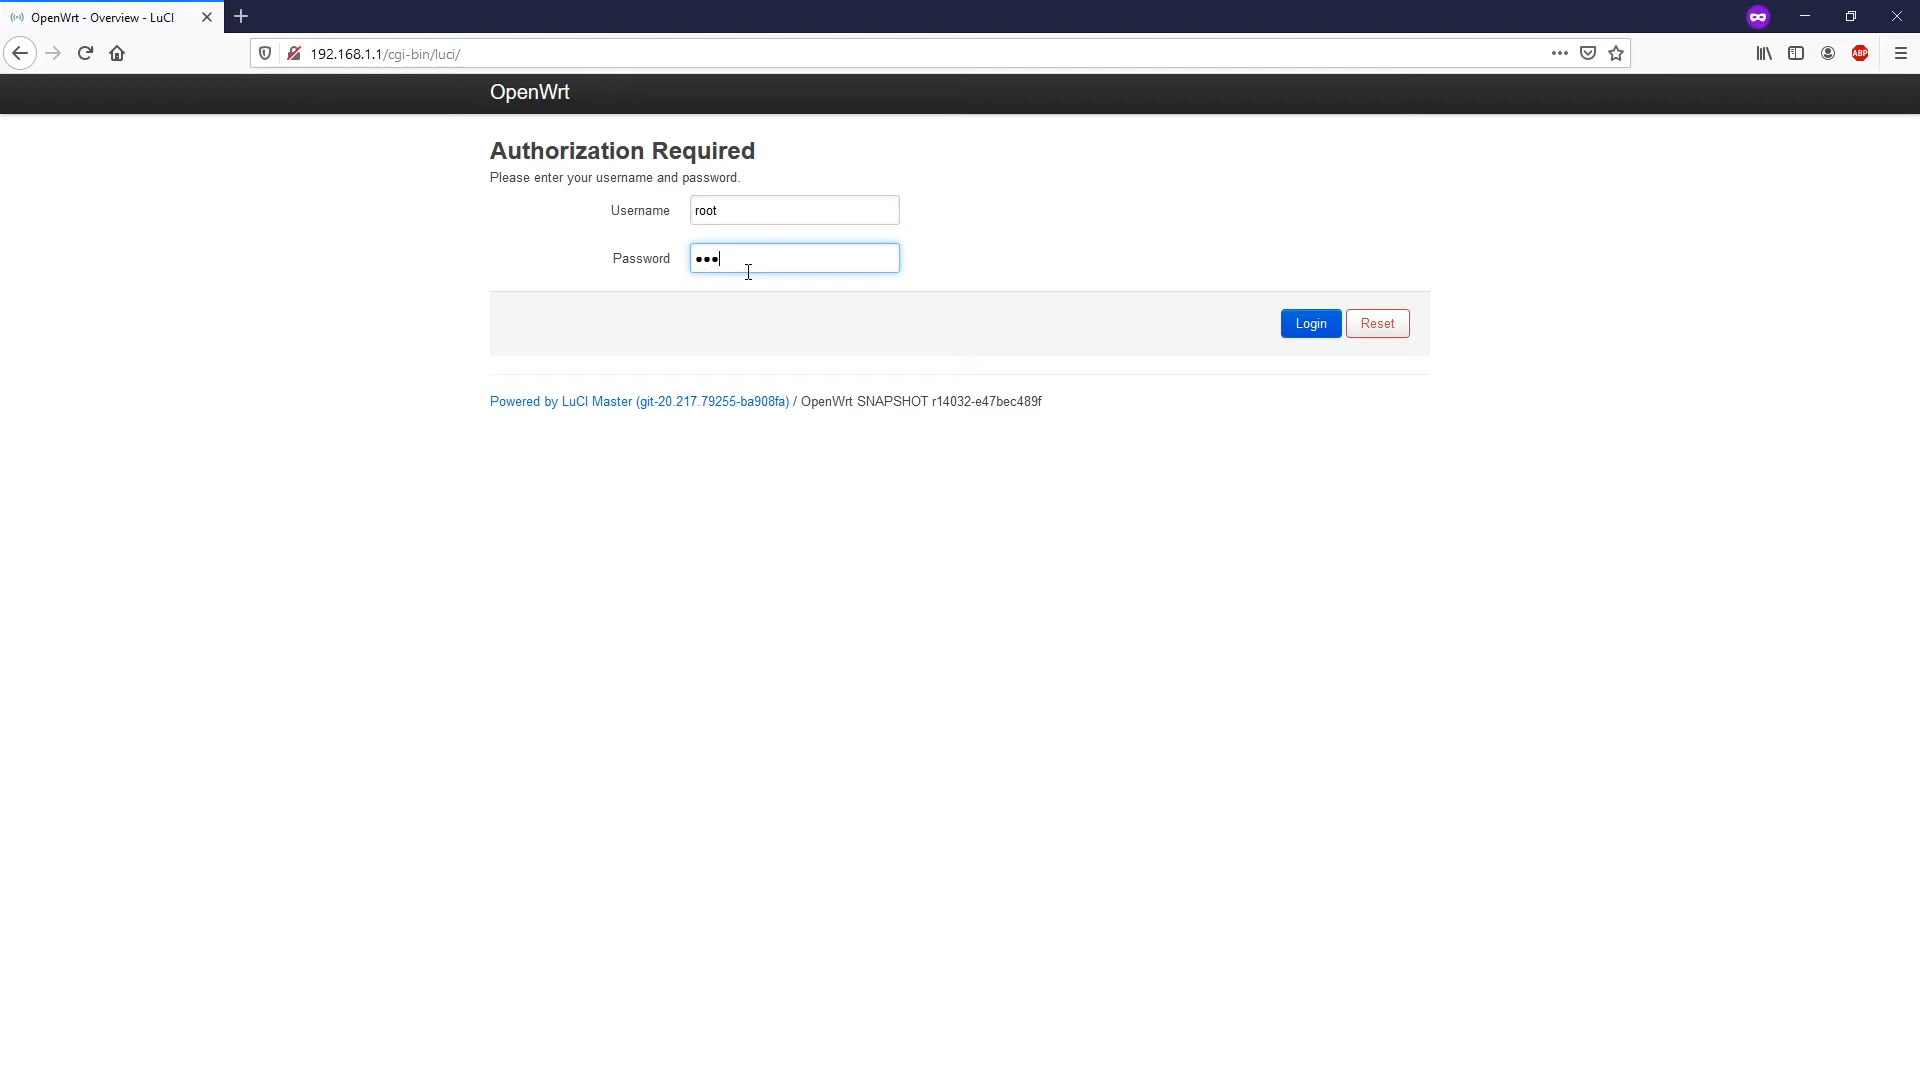 OpenWrt - Overview - LuCI
192.168.1.1/cgi-bin/luci/
ABP
OpenWrt
Authorization Required
Please enter your username and password.
Username root
Password •••
Login Reset
Powered by LuCI Master (git-20.217.79255-ba908fa) / OpenWrt SNAPSHOT r14032-e47bec489f